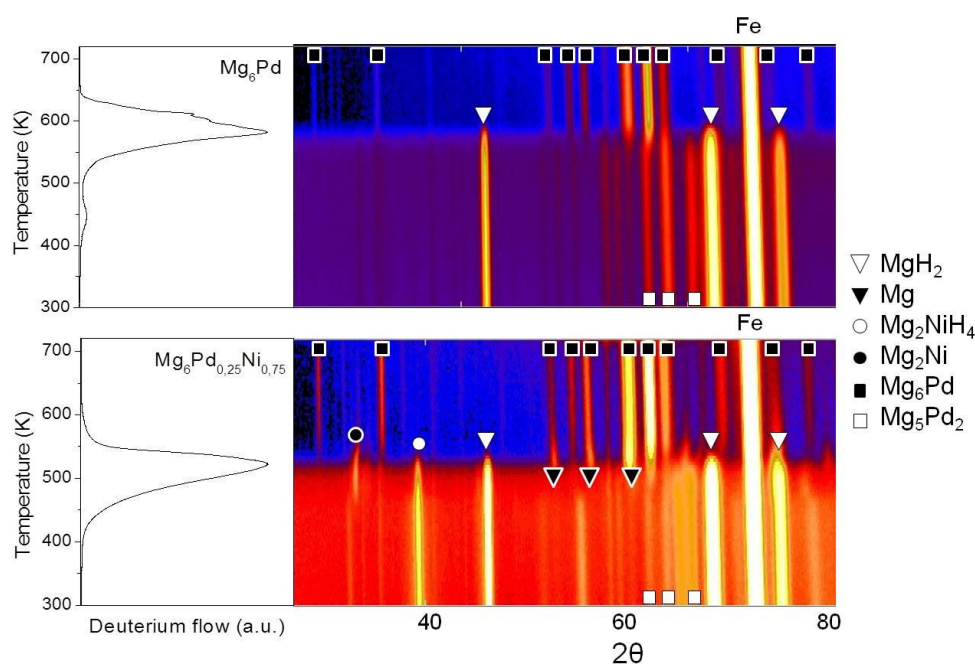 Fe
700
600
500
400
300
Temperature (K)
Mg₆Pd
Fe
700
600
500
400
300
Temperature (K)
Mg₆Pd₀,₂₅Ni₀,₇₅
MgH₂
Mg
Mg₂NiH₄
Mg₂Ni
Mg₆Pd
Mg₅Pd₂
Deuterium flow (a.u.)
40
60
80
2θ